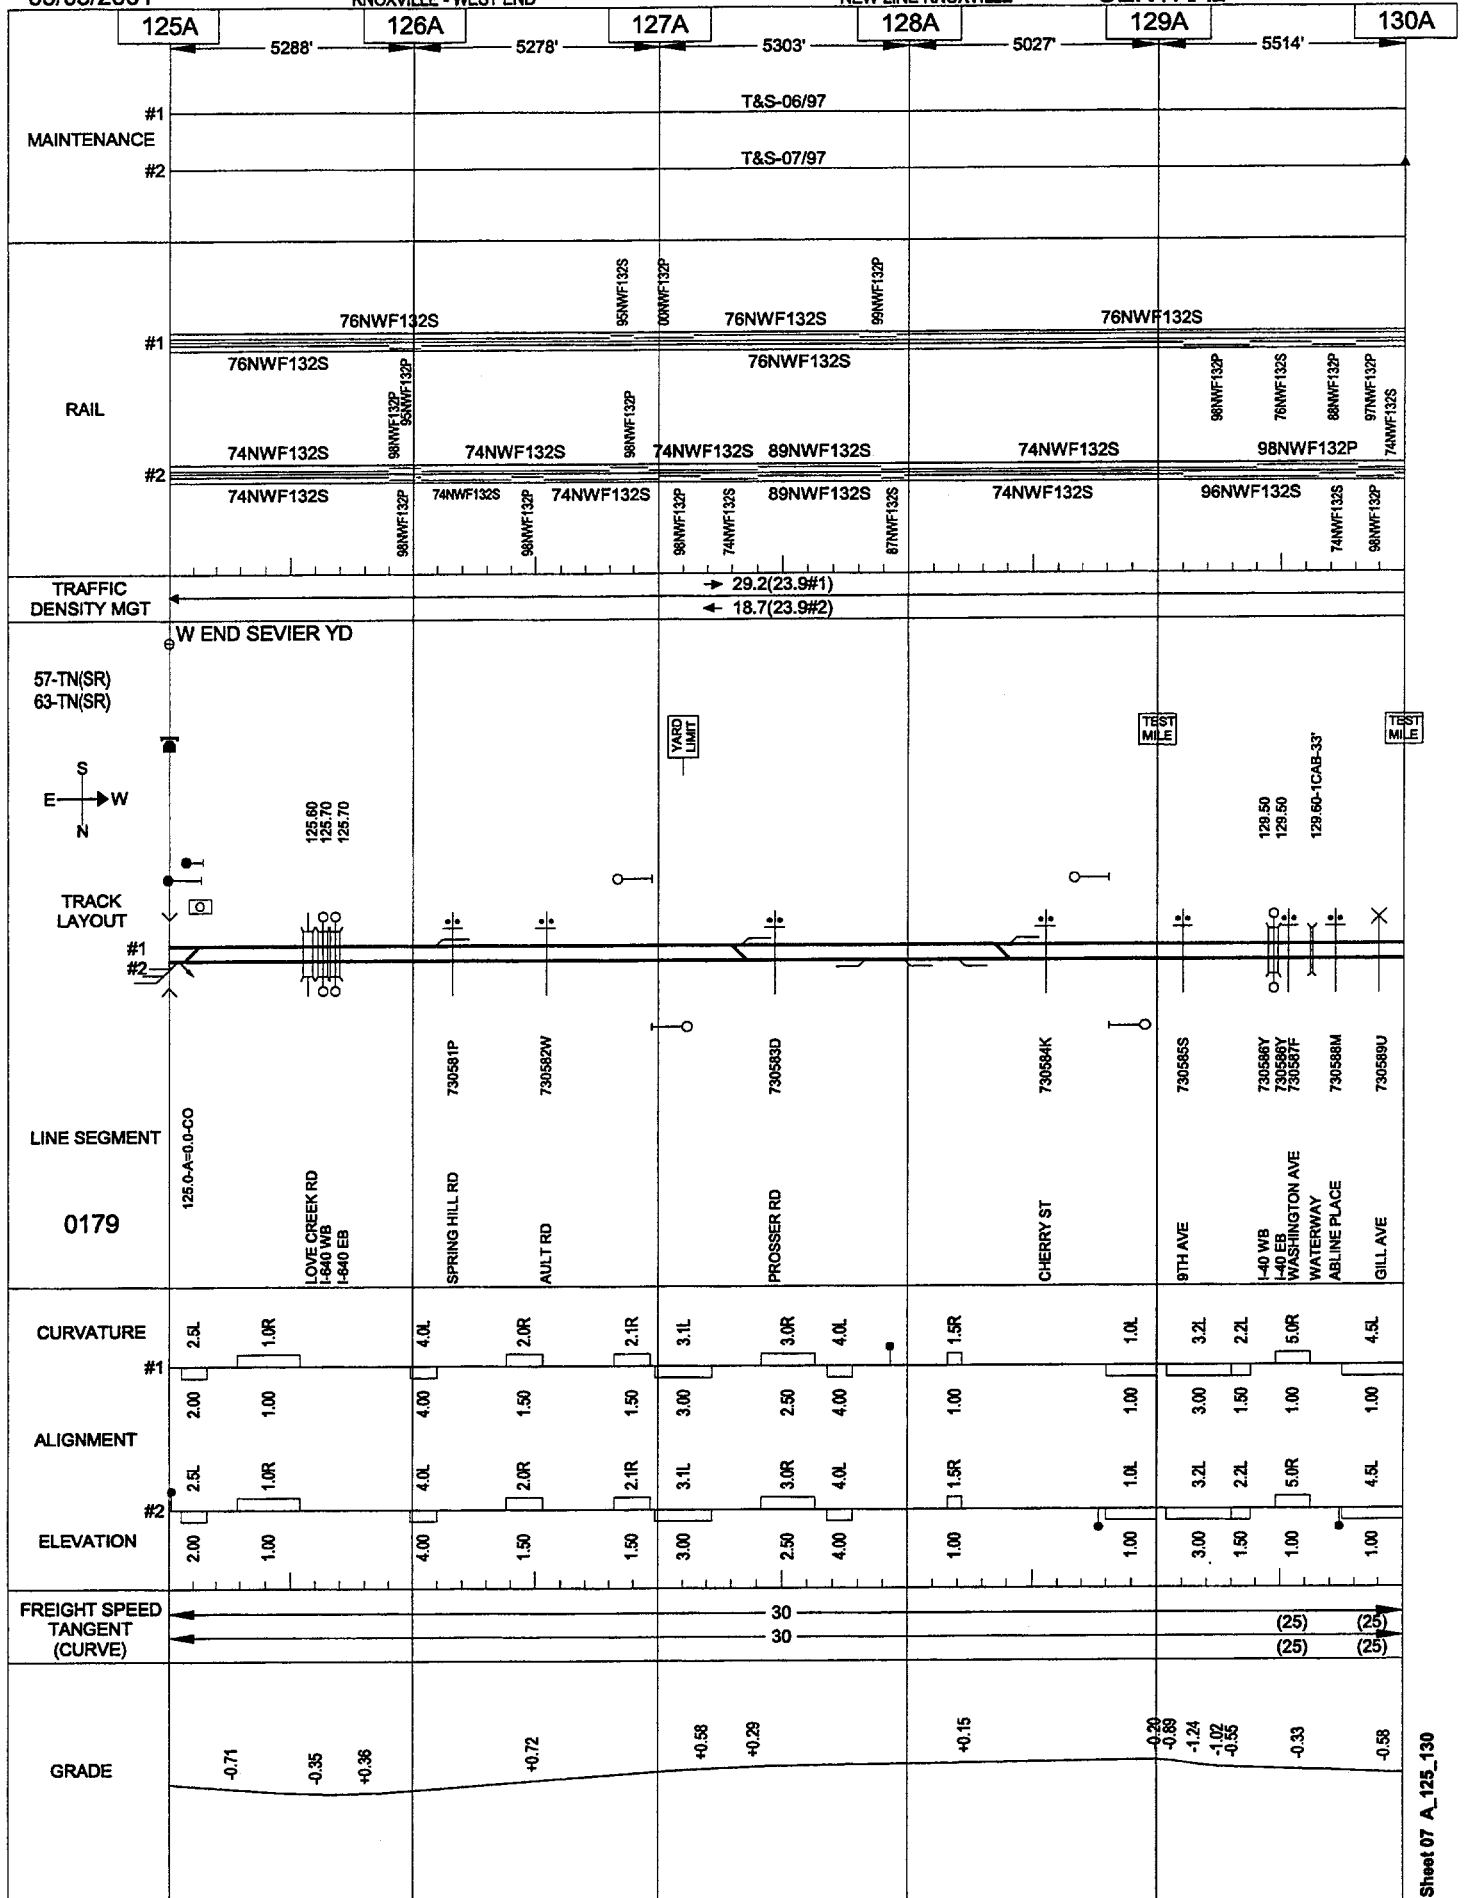 KNOXVILLE - WEST END
NEW LINE KNOXVILLE
125A 126A 127A 128A 129A 130A
5288' 5278' 5303' 5027' 5514'
MAINTENANCE
#1 T&S-06/97
#2 T&S-07/97
RAIL
95NWF132S 00NWF132P 99NWF132P
76NWF132S 76NWF132S 76NWF132S
#1
76NWF132S 76NWF132S
98NWF132P 95NWF132P 98NWF132P 98NWF132P 76NWF132S 88NWF132P 97NWF132P 74NWF132S
74NWF132S 74NWF132S 74NWF132S 89NWF132S 74NWF132S 98NWF132P
#2
74NWF132S 74NWF132S 74NWF132S 89NWF132S 74NWF132S 96NWF132S
98NWF132P 98NWF132P 98NWF132P 74NWF132S 87NWF132S 74NWF132S 98NWF132P
TRAFFIC
DENSITY MGT
29.2(23.9#1)
18.7(23.9#2)
W END SEVIER YD
57-TN(SR)
63-TN(SR)
YARD LIMIT
TEST MILE
TEST MILE
S
E W
N
125.60
125.70
125.70
129.50
129.50
129.60-1CAB-33'
TRACK
LAYOUT
#1
#2
730581P 730582W 730583D 730584K 730585S 730586Y 730586Y 730587F 730588M 730589U
LINE SEGMENT
0179
125.0-A=0.0-CO
LOVE CREEK RD
I-640 WB
I-640 EB
SPRING HILL RD
AULT RD
PROSSER RD
CHERRY ST
9TH AVE
I-40 WB
I-40 EB
WASHINGTON AVE
WATERWAY
ABLINE PLACE
GILL AVE
CURVATURE
2.5L 1.0R 4.0L 2.0R 2.1R 3.1L 3.0R 4.0L 1.5R 1.0L 3.2L 2.2L 5.0R 4.5L
#1
2.00 1.00 4.00 1.50 1.50 3.00 2.50 4.00 1.00 1.00 3.00 1.50 1.00 1.00
ALIGNMENT
2.5L 1.0R 4.0L 2.0R 2.1R 3.1L 3.0R 4.0L 1.5R 1.0L 3.2L 2.2L 5.0R 4.5L
#2
ELEVATION
2.00 1.00 4.00 1.50 1.50 3.00 2.50 4.00 1.00 1.00 3.00 1.50 1.00 1.00
FREIGHT SPEED
TANGENT
(CURVE)
30
(25) (25)
30
(25) (25)
GRADE
-0.71 -0.35 +0.36 +0.72 +0.58 +0.29 +0.15 -0.20 -0.89 -1.24 -1.02 -0.55 -0.33 -0.58
Sheet 07 A_125_130